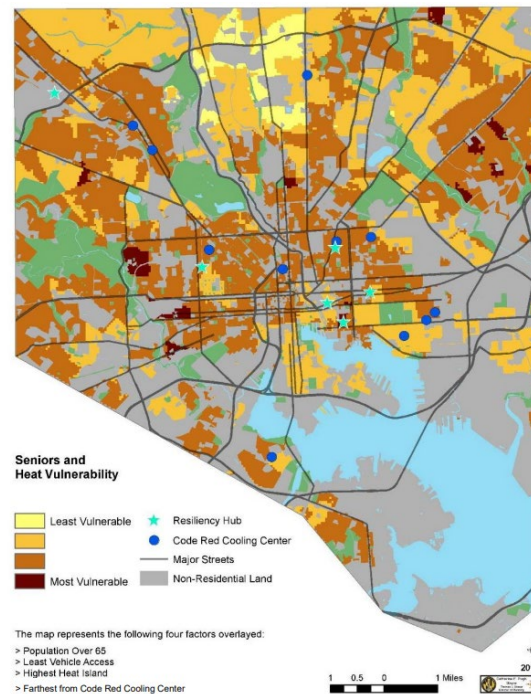 Seniors and
Heat Vulnerability
Least Vulnerable
Most Vulnerable
Resiliency Hub
Code Red Cooling Center
Major Streets
Non-Residential Land
The map represents the following four factors overlayed:
> Population Over 65
> Least Vehicle Access
> Highest Heat Island
> Farthest from Code Red Cooling Center
1 0.5 0 1 Miles
20